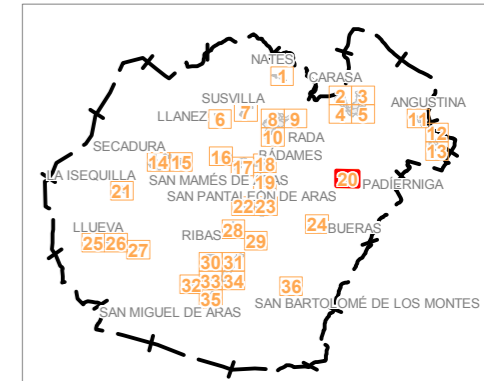 NATES
1
CARASA
2 3
SUSVILLA
7
ANGUSTINA
LLANEZ
6
8 9
4 5
11
12
10
RADA
13
SECADURA
14 15
16
BÁDAMES
17 18
LA ISEQUILLA
SAN MAMÉS DE ARAS
19
20
PADÍERNIGA
21
SAN PANTALEÓN DE ARAS
22 23
LLUEVA
RIBAS
28
24
BUERAS
25 26
27
29
30 31
32
33 34
36
35
SAN BARTOLOMÉ DE LOS MONTES
SAN MIGUEL DE ARAS